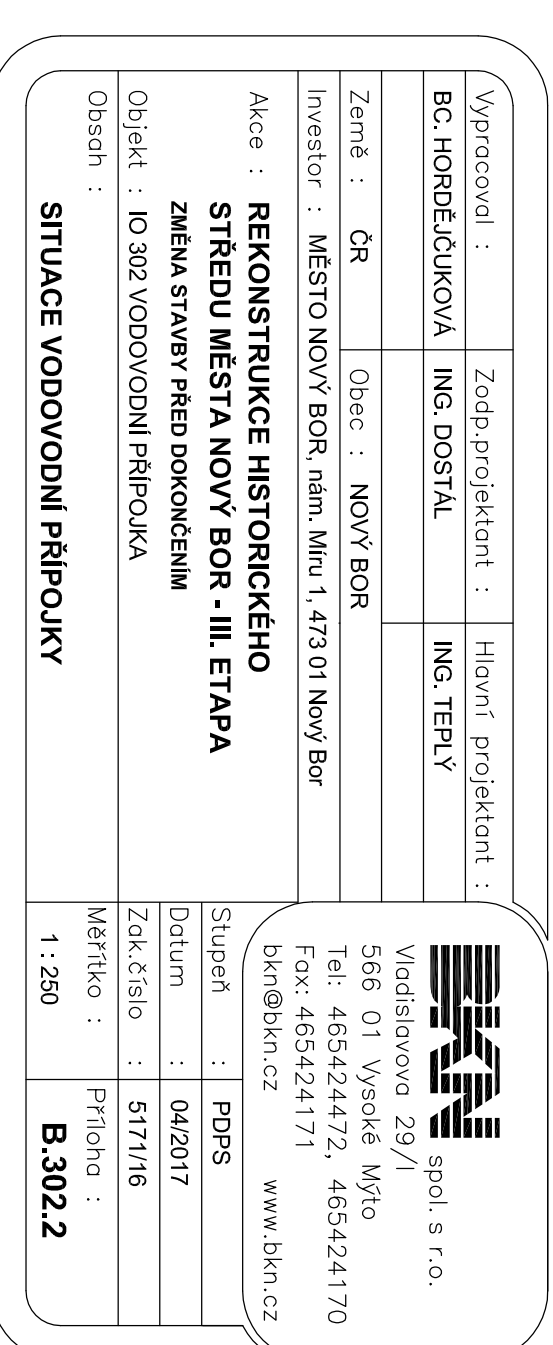 Vypracoval :
Zodp.projektant :
Hlavní projektant :
BC. HORDĚJČUKOVÁ
ING. DOSTÁL
ING. TEPLÝ
BKN spol. s r.o.
Vladislavova 29/I
566 01 Vysoké Mýto
Tel: 465424472, 465424170
Fax: 465424171
bkn@bkn.cz www.bkn.cz
Země : ČR
Obec : NOVÝ BOR
Investor : MĚSTO NOVÝ BOR, nám. Míru 1, 473 01 Nový Bor
Akce : REKONSTRUKCE HISTORICKÉHO
STŘEDU MĚSTA NOVÝ BOR - III. ETAPA
ZMĚNA STAVBY PŘED DOKONČENÍM
Stupeň : PDPS
Datum : 04/2017
Objekt : IO 302 VODOVODNÍ PŘÍPOJKA
Zak.číslo : 5171/16
Obsah :
SITUACE VODOVODNÍ PŘÍPOJKY
Měřítko :
1 : 250
Příloha :
B.302.2